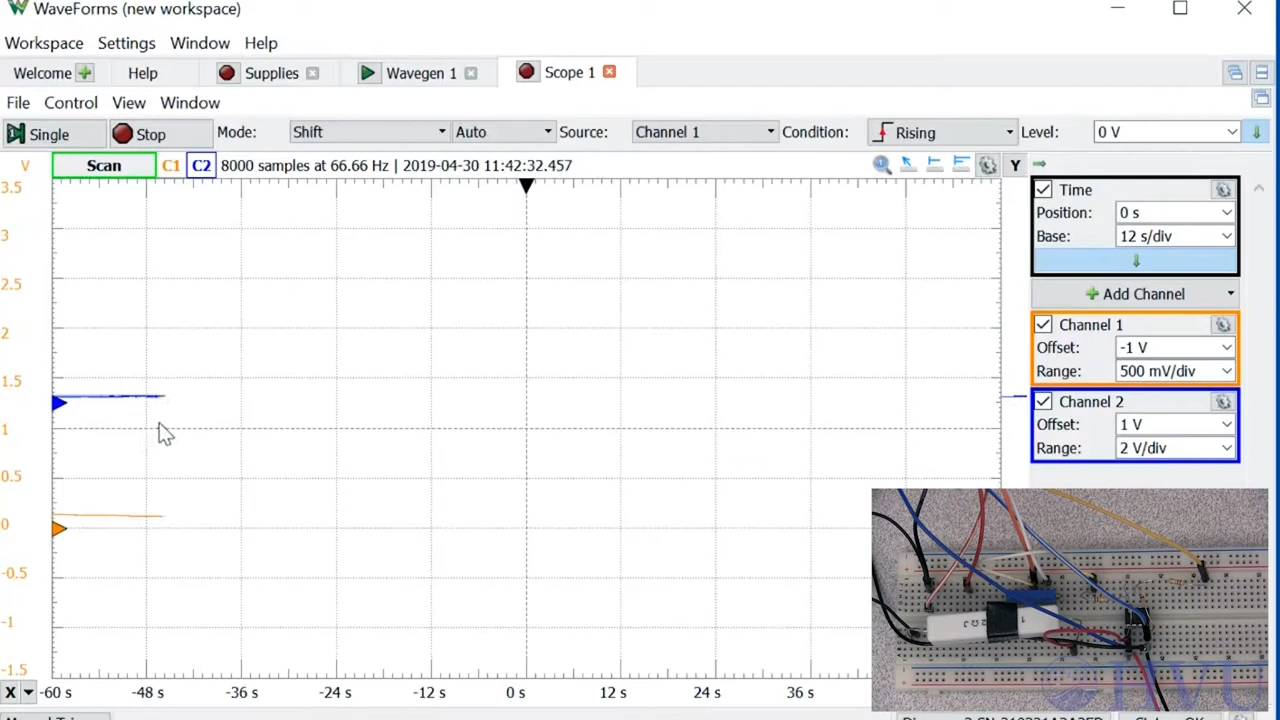 WaveForms (new workspace)
Workspace Settings Window Help
Welcome Help Supplies Wavegen 1 Scope 1
File Control View Window
Single Stop Mode: Shift Auto Source: Channel 1 Condition: Rising Level: 0 V
V Scan C1 C2 8000 samples at 66.66 Hz | 2019-04-30 11:42:32.457 Y
3.5
3
2.5
2
1.5
1
0.5
0
-0.5
-1
-1.5
X -60 s -48 s -36 s -24 s -12 s 0 s 12 s 24 s 36 s
Time
Position: 0 s
Base: 12 s/div
Add Channel
Channel 1
Offset: -1 V
Range: 500 mV/div
Channel 2
Offset: 1 V
Range: 2 V/div